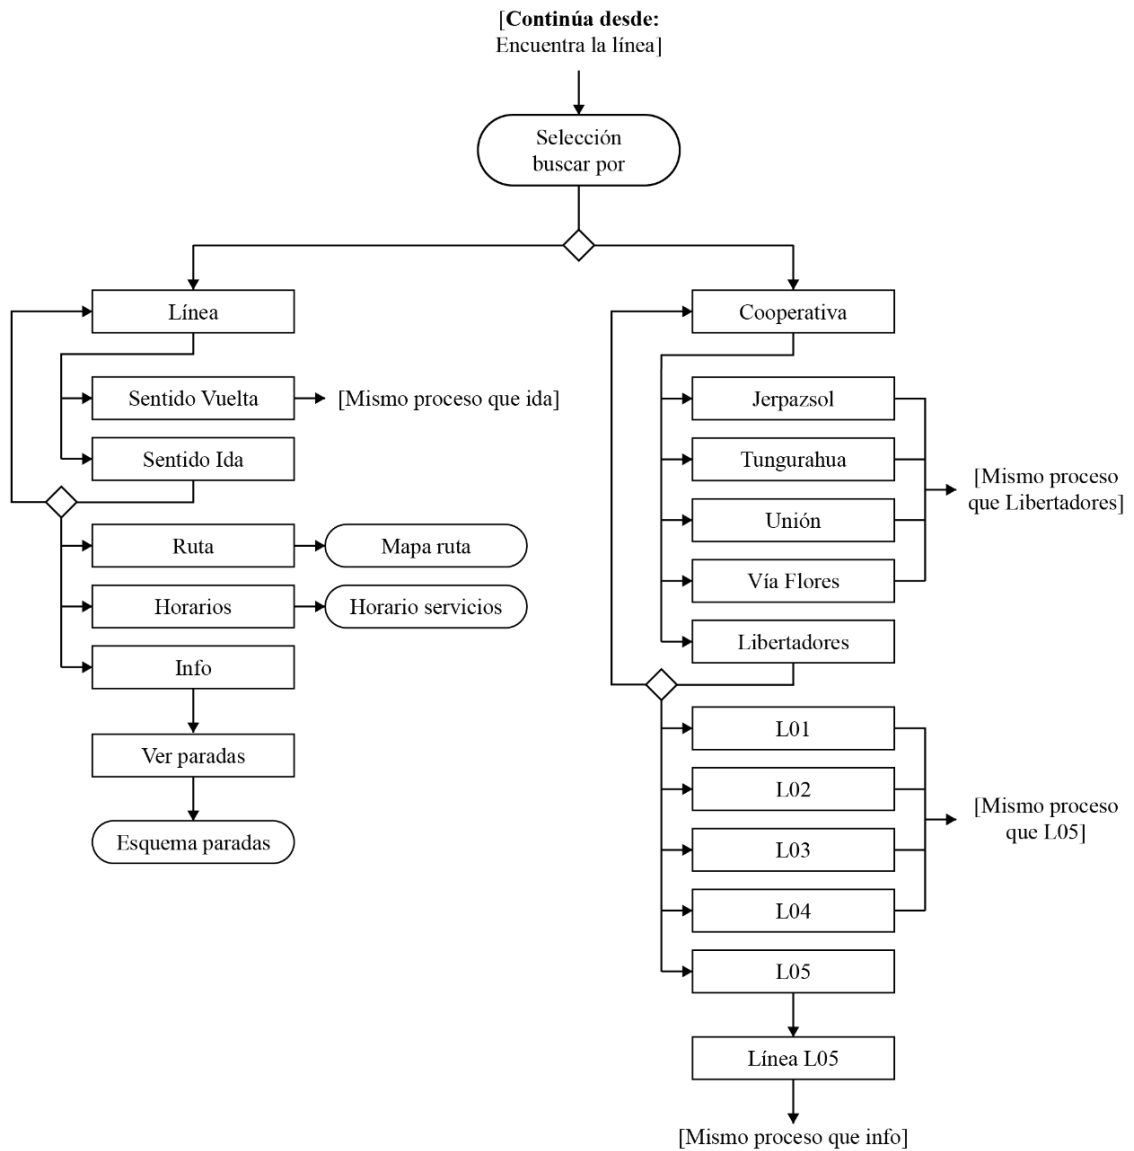 [Continúa desde:
Encuentra la línea]
Selección
buscar por
Línea
Sentido Vuelta
[Mismo proceso que ida]
Sentido Ida
Ruta
Mapa ruta
Horarios
Horario servicios
Info
Ver paradas
Esquema paradas
Cooperativa
Jerpazsol
Tungurahua
Unión
Vía Flores
[Mismo proceso
que Libertadores]
Libertadores
L01
L02
L03
L04
[Mismo proceso
que L05]
L05
Línea L05
[Mismo proceso que info]